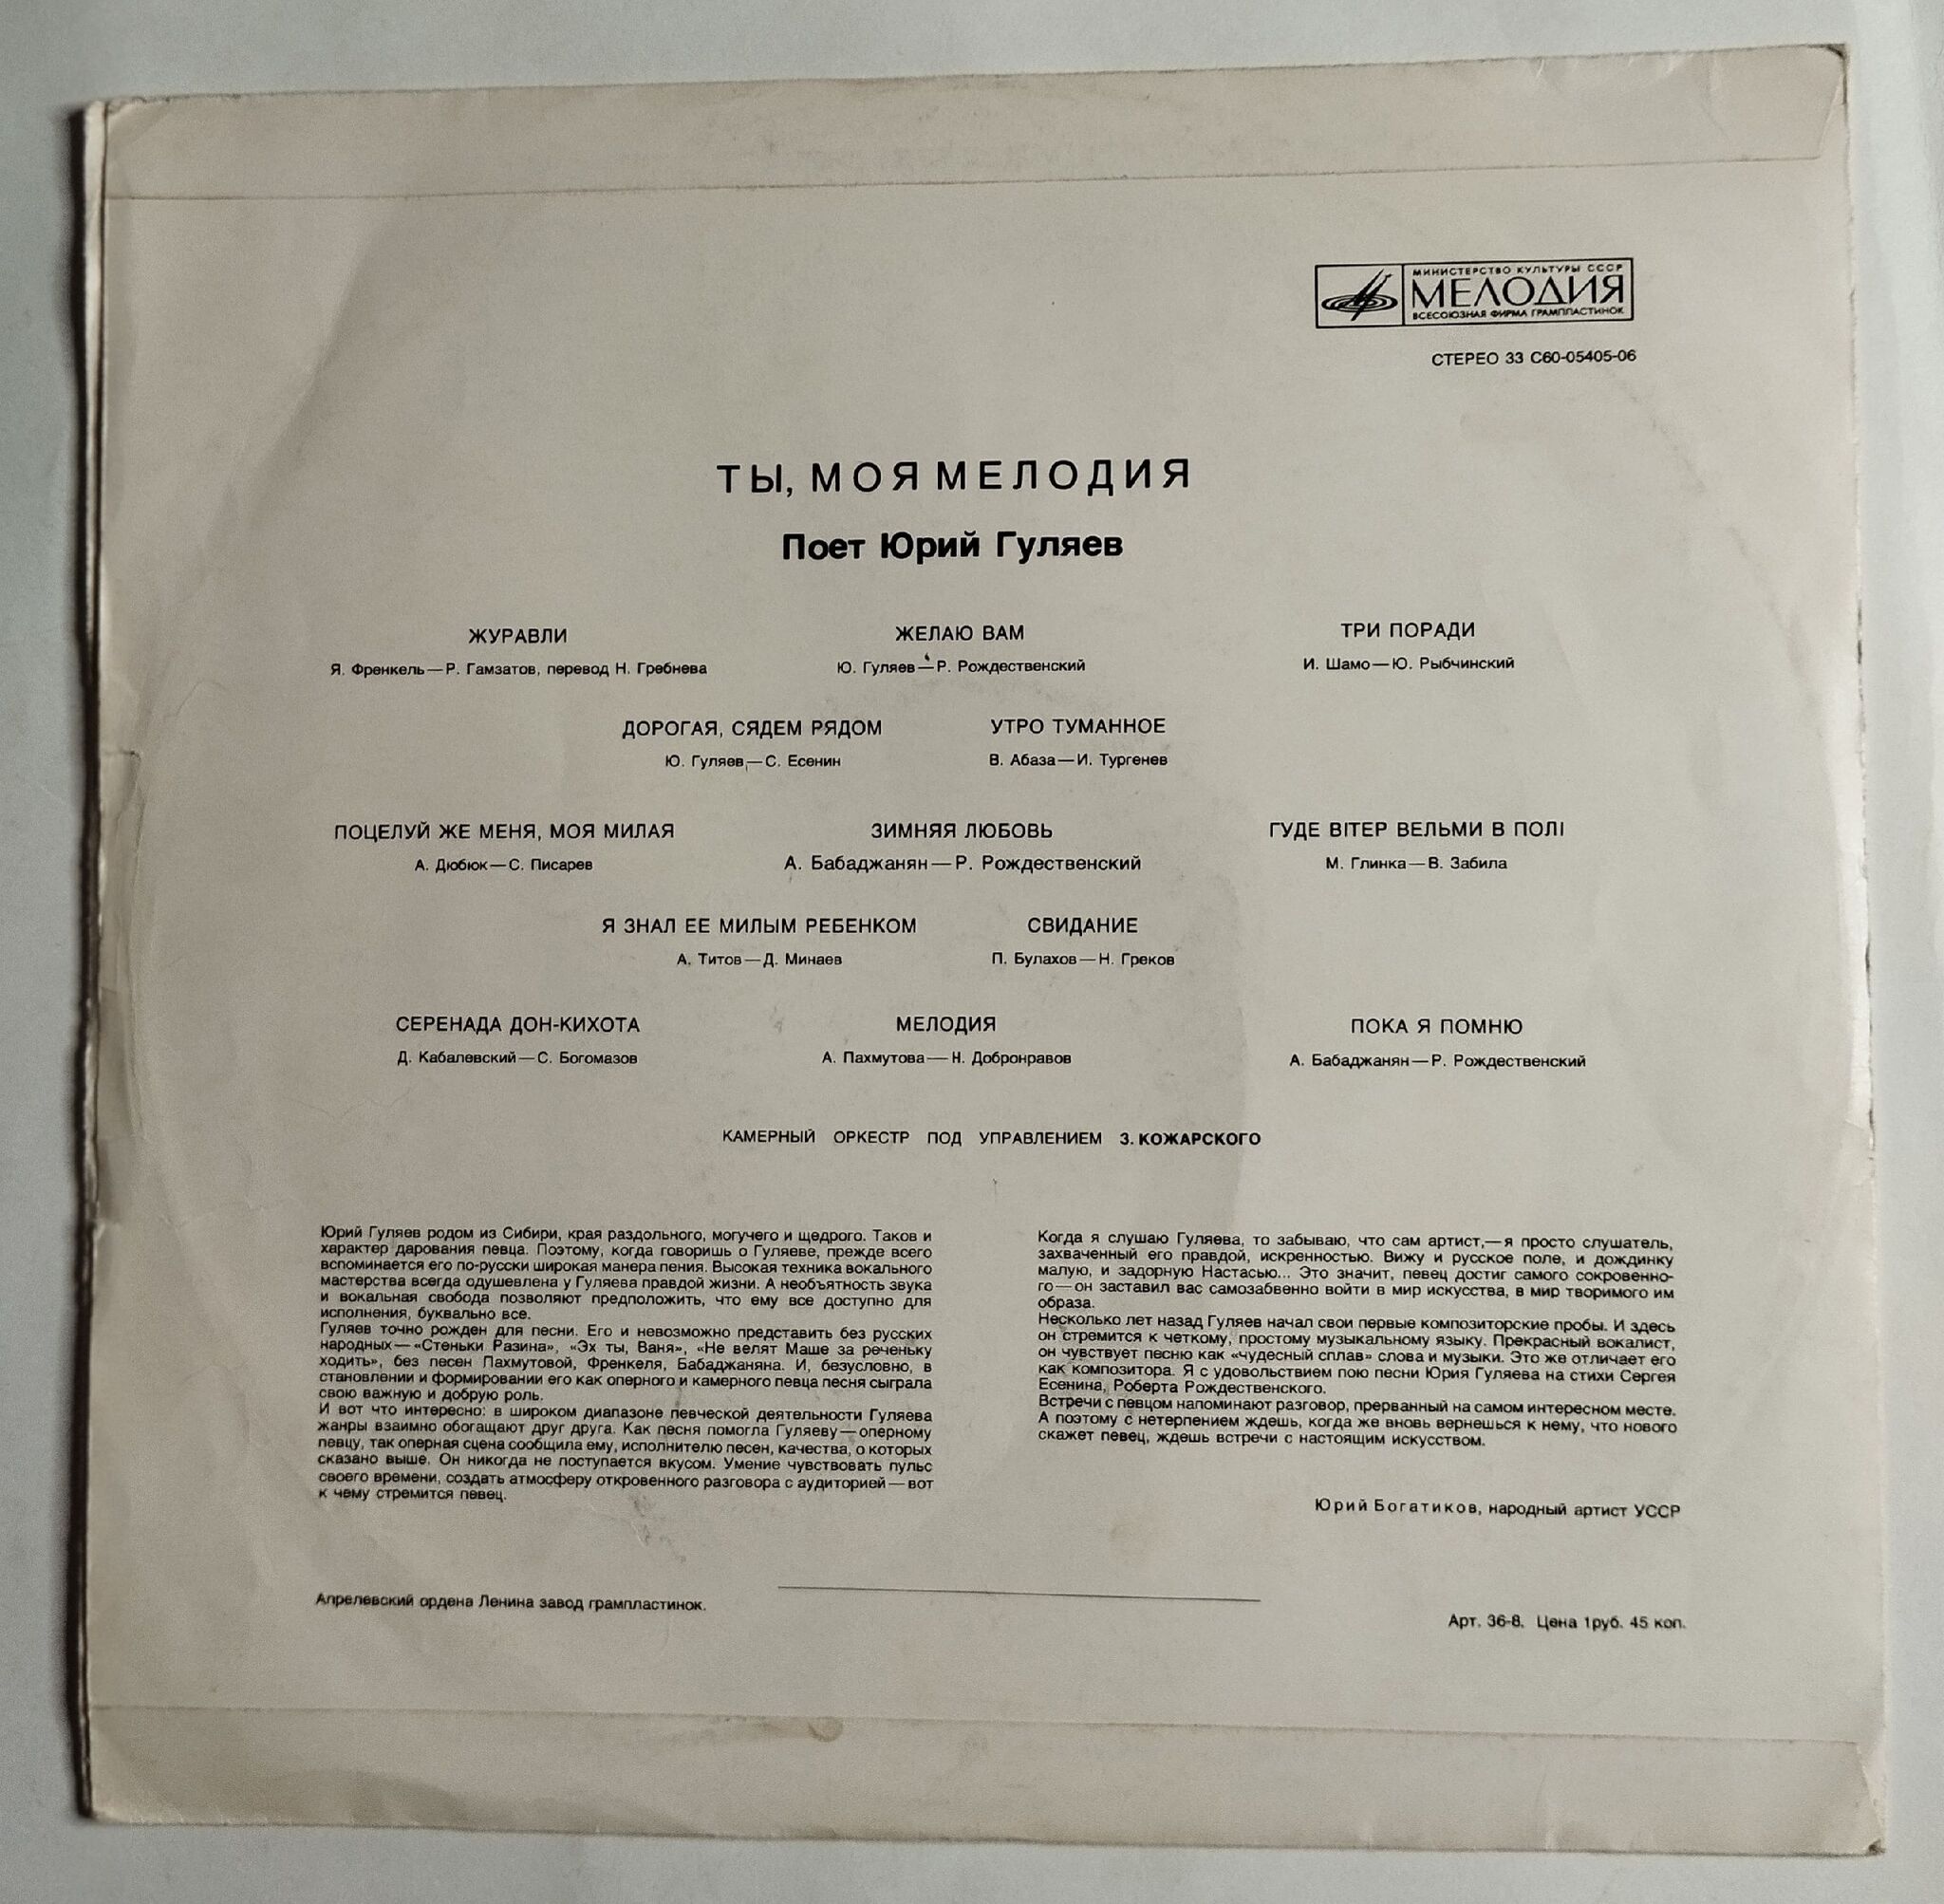 МИНИСТЕРСТВО КУЛЬТУРЫ СССР
МЕЛОДИЯ
ВСЕСОЮЗНАЯ ФИРМА ГРАМПЛАСТИНОК
СТЕРЕО 33 С60-05405-06
ТЫ, МОЯ МЕЛОДИЯ
Поет Юрий Гуляев
ЖУРАВЛИ ЖЕЛАЮ ВАМ ТРИ ПОРАДИ
Я. Френкель—Р. Гамзатов, перевод Н. Гребнева Ю. Гуляев—Р. Рождественский И. Шамо—Ю. Рыбчинский
ДОРОГАЯ, СЯДЕМ РЯДОМ УТРО ТУМАННОЕ
Ю. Гуляев—С. Есенин В. Абаза—И. Тургенев
ПОЦЕЛУЙ ЖЕ МЕНЯ, МОЯ МИЛАЯ ЗИМНЯЯ ЛЮБОВЬ ГУДЕ ВІТЕР ВЕЛЬМИ В ПОЛІ
А. Дюбюк—С. Писарев А. Бабаджанян—Р. Рождественский М. Глинка—В. Забила
Я ЗНАЛ ЕЕ МИЛЫМ РЕБЕНКОМ СВИДАНИЕ
А. Титов—Д. Минаев П. Булахов—Н. Греков
СЕРЕНАДА ДОН-КИХОТА МЕЛОДИЯ ПОКА Я ПОМНЮ
Д. Кабалевский—С. Богомазов А. Пахмутова—Н. Добронравов А. Бабаджанян—Р. Рождественский
КАМЕРНЫЙ ОРКЕСТР ПОД УПРАВЛЕНИЕМ З. КОЖАРСКОГО
Юрий Гуляев родом из Сибири, края раздольного, могучего и щедрого. Таков и
характер дарования певца. Поэтому, когда говоришь о Гуляеве, прежде всего
вспоминается его по-русски широкая манера пения. Высокая техника вокального
мастерства всегда одушевлена у Гуляева правдой жизни. А необъятность звука
и вокальная свобода позволяют предположить, что ему все доступно для
исполнения, буквально все.
Гуляев точно рожден для песни. Его и невозможно представить без русских
народных—«Стеньки Разина», «Эх ты, Ваня», «Не велят Маше за реченьку
ходить», без песен Пахмутовой, Френкеля, Бабаджаняна. И, безусловно, в
становлении и формировании его как оперного и камерного певца песня сыграла
свою важную и добрую роль.
И вот что интересно: в широком диапазоне певческой деятельности Гуляева
жанры взаимно обогащают друг друга. Как песня помогла Гуляеву—оперному
певцу, так оперная сцена сообщила ему, исполнителю песен, качества, о которых
сказано выше. Он никогда не поступается вкусом. Умение чувствовать пульс
своего времени, создать атмосферу откровенного разговора с аудиторией—вот
к чему стремится певец.
Когда я слушаю Гуляева, то забываю, что сам артист,—я просто слушатель,
захваченный его правдой, искренностью. Вижу и русское поле, и дождинку
малую, и задорную Настасью... Это значит, певец достиг самого сокровенно-
го—он заставил вас самозабвенно войти в мир искусства, в мир творимого им
образа.
Несколько лет назад Гуляев начал свои первые композиторские пробы. И здесь
он стремится к четкому, простому музыкальному языку. Прекрасный вокалист,
он чувствует песню как «чудесный сплав» слова и музыки. Это же отличает его
как композитора. Я с удовольствием пою песни Юрия Гуляева на стихи Сергея
Есенина, Роберта Рождественского.
Встречи с певцом напоминают разговор, прерванный на самом интересном месте.
А поэтому с нетерпением ждешь, когда же вновь вернешься к нему, что нового
скажет певец, ждешь встречи с настоящим искусством.
Юрий Богатиков, народный артист УССР
Апрелевский ордена Ленина завод грампластинок.
Арт. 36-8. Цена 1руб. 45 коп.